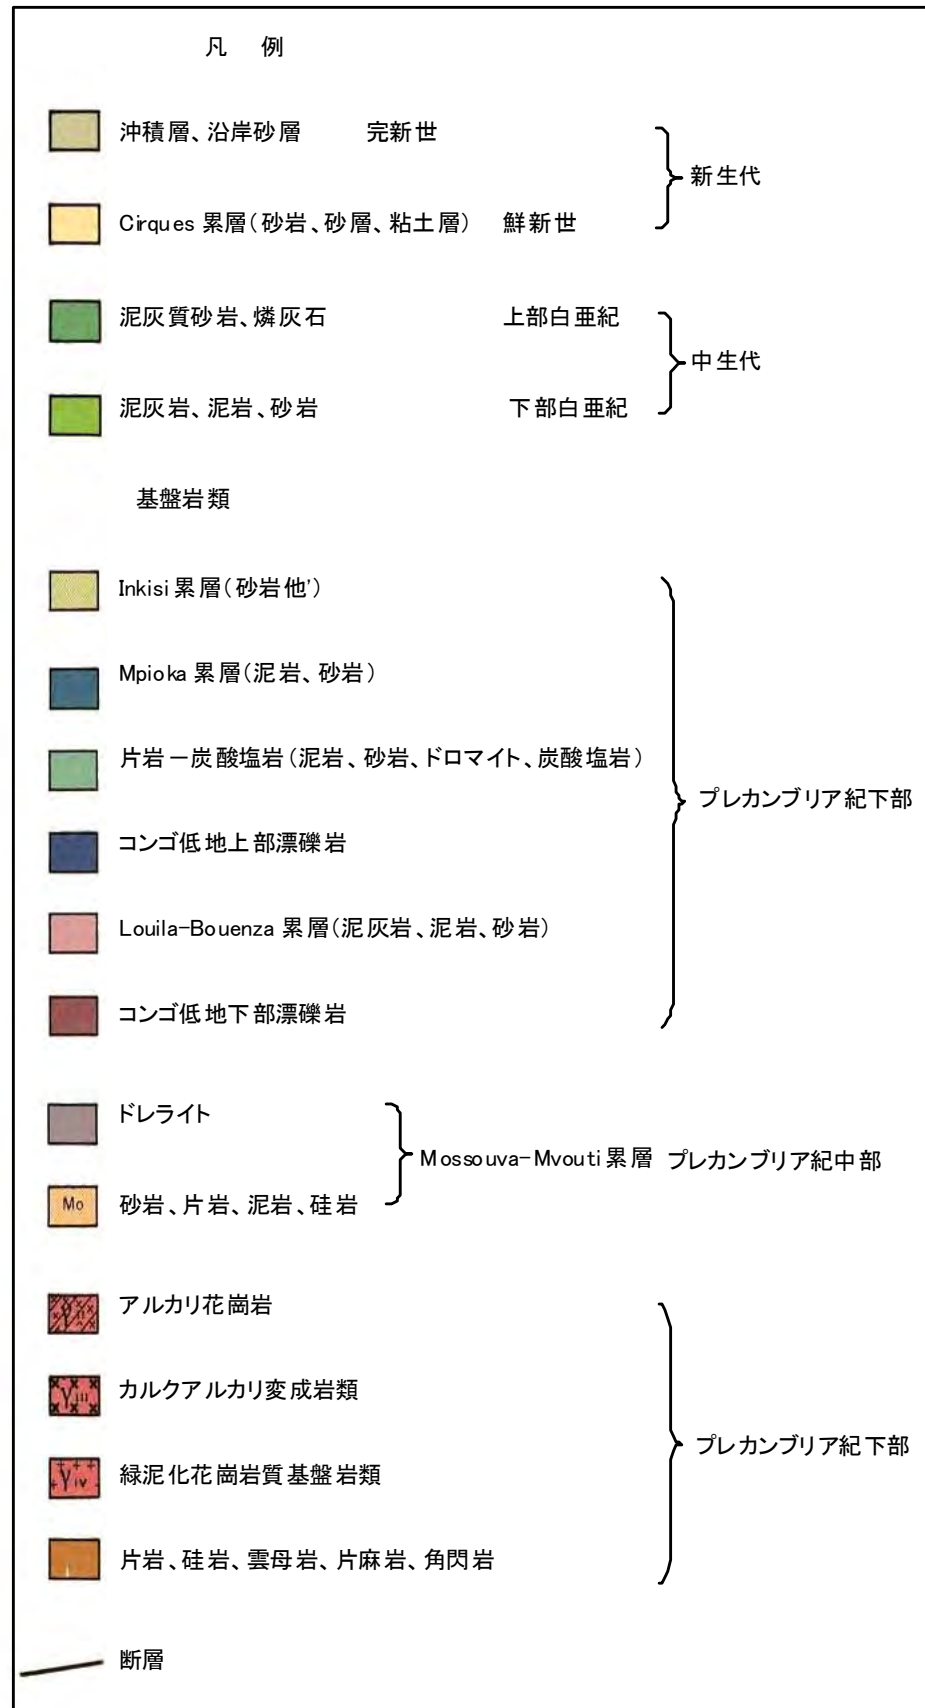 凡 例
沖積層、沿岸砂層 完新世
新生代
Cirques 累層(砂岩、砂層、粘土層) 鮮新世
泥灰質砂岩、燐灰石 上部白亜紀
中生代
泥灰岩、泥岩、砂岩 下部白亜紀
基盤岩類
Inkisi 累層(砂岩他’)
Mpioka 累層(泥岩、砂岩)
片岩-炭酸塩岩(泥岩、砂岩、ドロマイト、炭酸塩岩)
プレカンブリア紀下部
コンゴ低地上部漂礫岩
Louila-Bouenza 累層(泥灰岩、泥岩、砂岩)
コンゴ低地下部漂礫岩
ドレライト
Mossouva-Mvouti 累層 プレカンブリア紀中部
Mo 砂岩、片岩、泥岩、硅岩
アルカリ花崗岩
γIII カルクアルカリ変成岩類
プレカンブリア紀下部
γIV 緑泥化花崗岩質基盤岩類
片岩、硅岩、雲母岩、片麻岩、角閃岩
断層